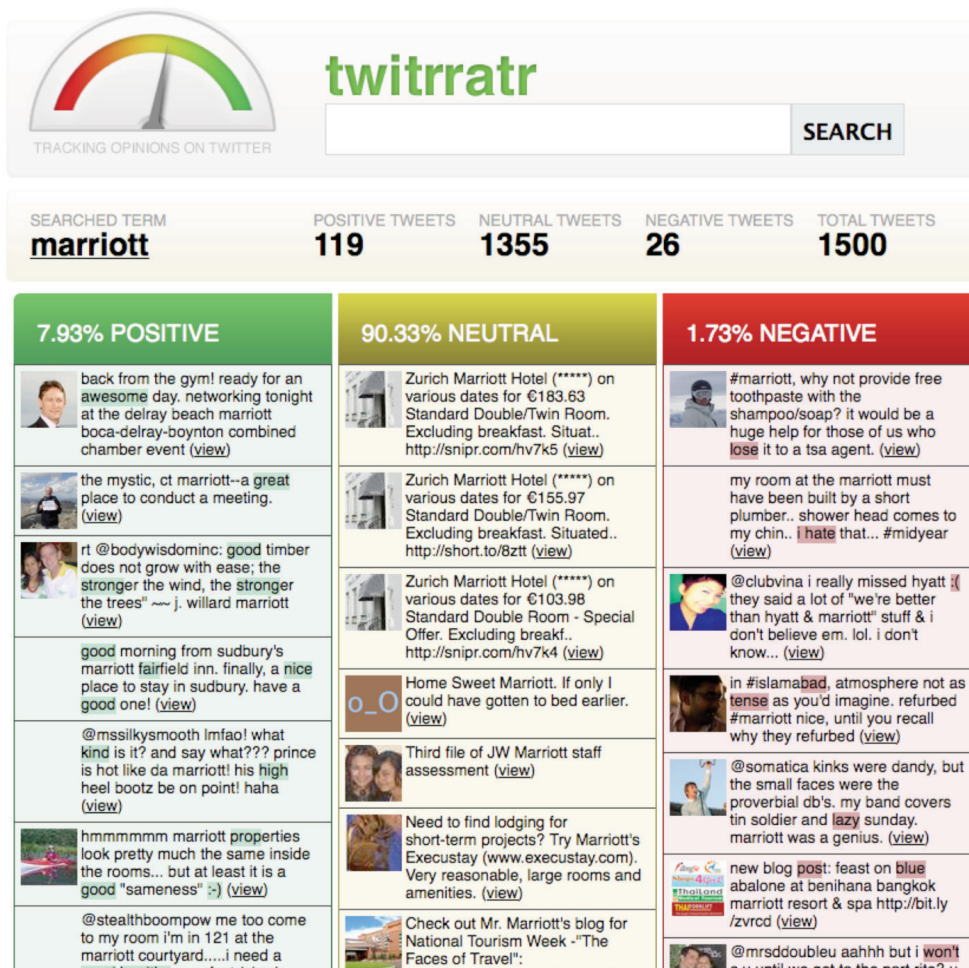 twitrratr
SEARCH
TRACKING OPINIONS ON TWITTER
SEARCHED TERM
marriott
POSITIVE TWEETS
119
NEUTRAL TWEETS
1355
NEGATIVE TWEETS
26
TOTAL TWEETS
1500
7.93% POSITIVE
back from the gym! ready for an
awesome day. networking tonight
at the delray beach marriott
boca-delray-boynton combined
chamber event (view)
the mystic, ct marriott--a great
place to conduct a meeting.
(view)
rt @bodywisdominc: good timber
does not grow with ease; the
stronger the wind, the stronger
the trees" ~~ j. willard marriott
(view)
good morning from sudbury's
marriott fairfield inn. finally, a nice
place to stay in sudbury. have a
good one! (view)
@mssilkysmooth lmfao! what
kind is it? and say what??? prince
is hot like da marriott! his high
heel bootz be on point! haha
(view)
hmmmmmm marriott properties
look pretty much the same inside
the rooms... but at least it is a
good "sameness" :-) (view)
@stealthboompow me too come
to my room i'm in 121 at the
marriott courtyard.....i need a
90.33% NEUTRAL
Zurich Marriott Hotel (*****) on
various dates for €183.63
Standard Double/Twin Room.
Excluding breakfast. Situat..
http://snipr.com/hv7k5 (view)
Zurich Marriott Hotel (*****) on
various dates for €155.97
Standard Double/Twin Room.
Excluding breakfast. Situated..
http://short.to/8ztt (view)
Zurich Marriott Hotel (*****) on
various dates for €103.98
Standard Double Room - Special
Offer. Excluding breakf..
http://snipr.com/hv7k4 (view)
o_O
Home Sweet Marriott. If only I
could have gotten to bed earlier.
(view)
Third file of JW Marriott staff
assessment (view)
Need to find lodging for
short-term projects? Try Marriott's
Execustay (www.execustay.com).
Very reasonable, large rooms and
amenities. (view)
Check out Mr. Marriott's blog for
National Tourism Week -"The
Faces of Travel":
1.73% NEGATIVE
#marriott, why not provide free
toothpaste with the
shampoo/soap? it would be a
huge help for those of us who
lose it to a tsa agent. (view)
my room at the marriott must
have been built by a short
plumber.. shower head comes to
my chin.. i hate that... #midyear
(view)
@clubvina i really missed hyatt :(
they said a lot of "we're better
than hyatt & marriott" stuff & i
don't believe em. lol. i don't
know... (view)
in #islamabad, atmosphere not as
tense as you'd imagine. refurbed
#marriott nice, until you recall
why they refurbed (view)
@somatica kinks were dandy, but
the small faces were the
proverbial db's. my band covers
tin soldier and lazy sunday.
marriott was a genius. (view)
new blog post: feast on blue
abalone at benihana bangkok
marriott resort & spa http://bit.ly
/zvrcd (view)
@mrsddoubleu aahhh but i won't